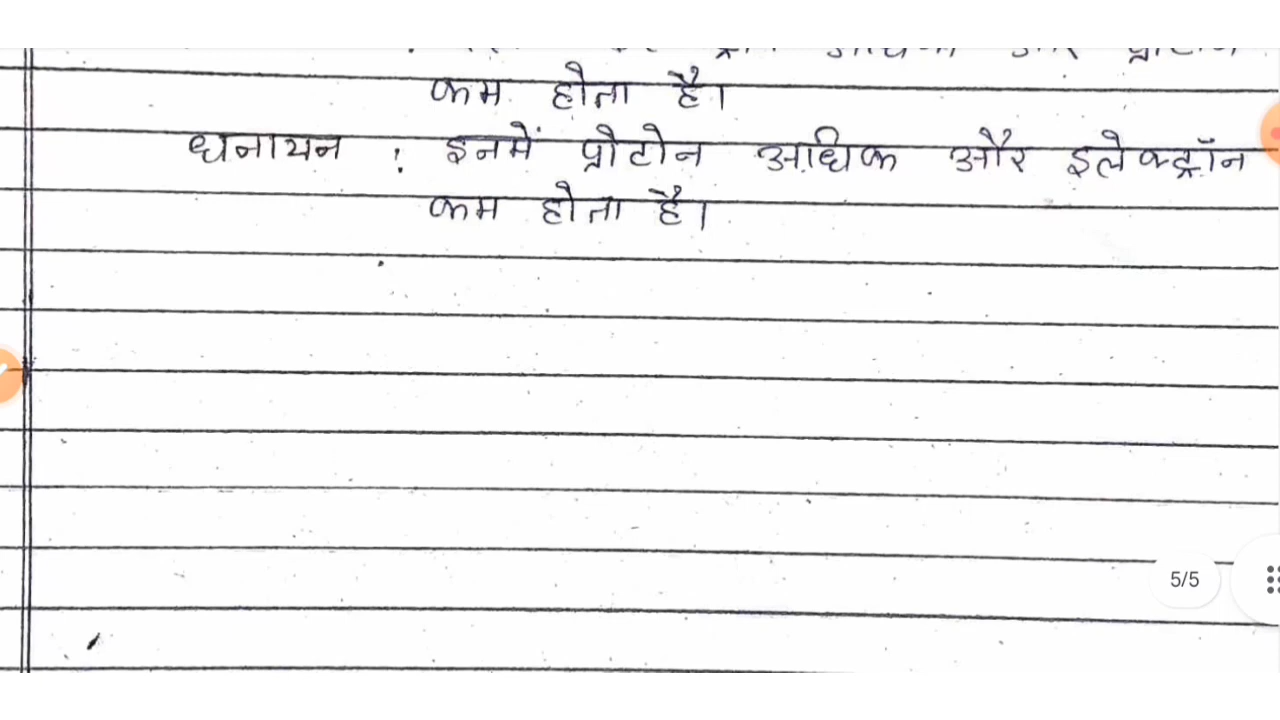 कम होता है।
धनायन : इनमें प्रोटोन अधिक और इलेक्ट्रॉन
कम होता है।
5/5